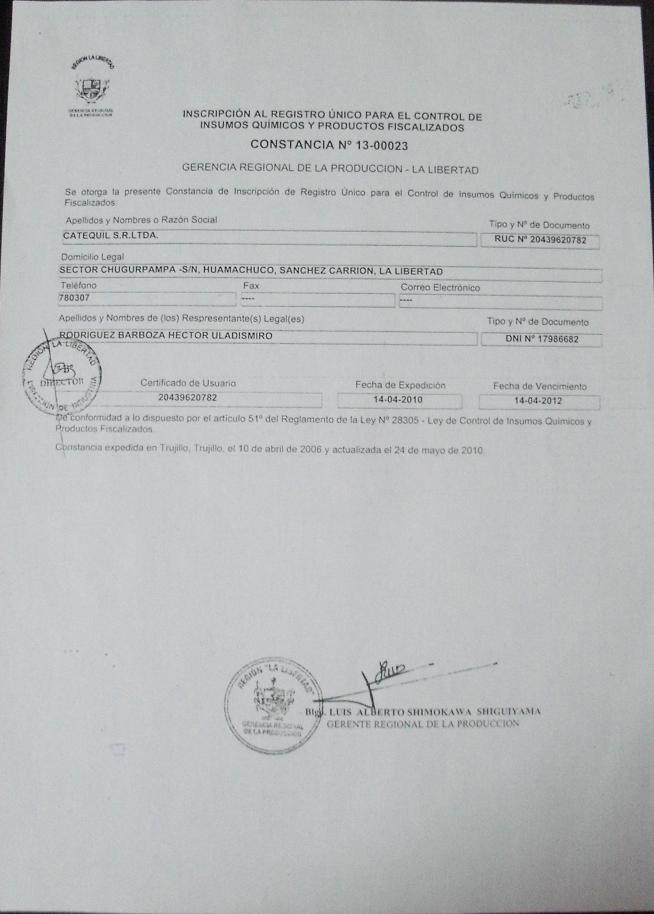 REGION LA LIBERTAD
GERENCIA REGIONAL
DE LA PRODUCCION
INSCRIPCIÓN AL REGISTRO ÚNICO PARA EL CONTROL DE
INSUMOS QUÍMICOS Y PRODUCTOS FISCALIZADOS
CONSTANCIA Nº 13-00023
GERENCIA REGIONAL DE LA PRODUCCION - LA LIBERTAD
Se otorga la presente Constancia de Inscripción de Registro Único para el Control de Insumos Químicos y Productos
Fiscalizados
Apellidos y Nombres o Razón Social Tipo y Nº de Documento
CATEQUIL S.R.LTDA. RUC Nº 20439620782
Domicilio Legal
SECTOR CHUGURPAMPA -S/N, HUAMACHUCO, SANCHEZ CARRION, LA LIBERTAD
Teléfono Fax Correo Electrónico
780307 ---- ----
Apellidos y Nombres de (los) Respresentante(s) Legal(es) Tipo y Nº de Documento
RODRIGUEZ BARBOZA HECTOR ULADISMIRO DNI Nº 17986682
REGION LA LIBERTAD
DIRECTOR
DE INDUSTRIA
Certificado de Usuario Fecha de Expedición Fecha de Vencimiento
20439620782 14-04-2010 14-04-2012
De conformidad a lo dispuesto por el artículo 51º del Reglamento de la Ley Nº 28305 - Ley de Control de Insumos Químicos y
Productos Fiscalizados.
Constancia expedida en Trujillo, Trujillo, el 10 de abril de 2006 y actualizada el 24 de mayo de 2010.
REGION "LA LIBERTAD"
GERENCIA REGIONAL
DE LA PRODUCCION
LUIS ALBERTO SHIMOKAWA SHIGUIYAMA
GERENTE REGIONAL DE LA PRODUCCION